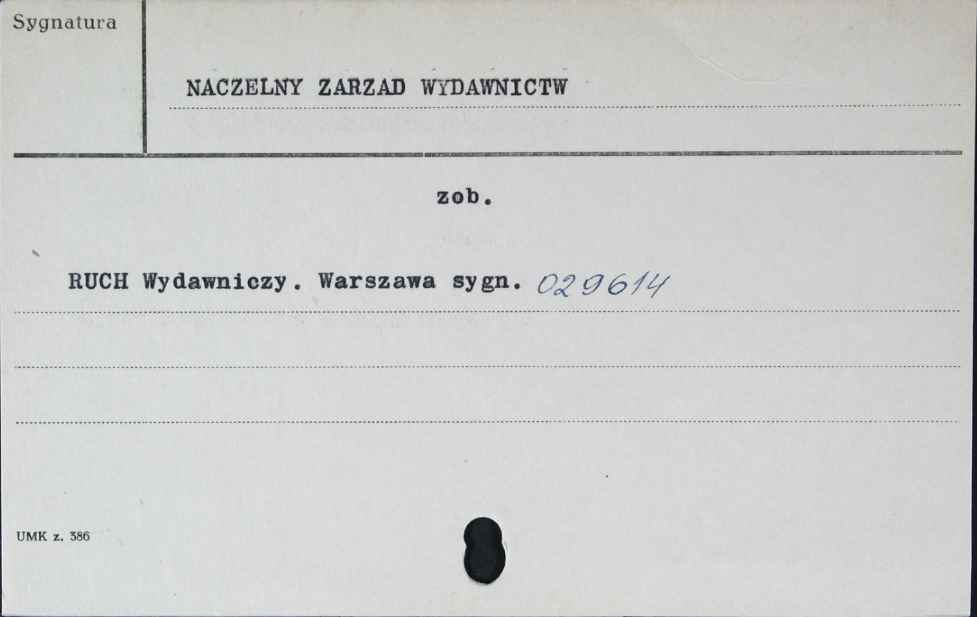 Sygnatura
NACZELNY ZARZAD WYDAWNICTW
zob.
RUCH Wydawniczy. Warszawa sygn. 029614
UMK z. 386